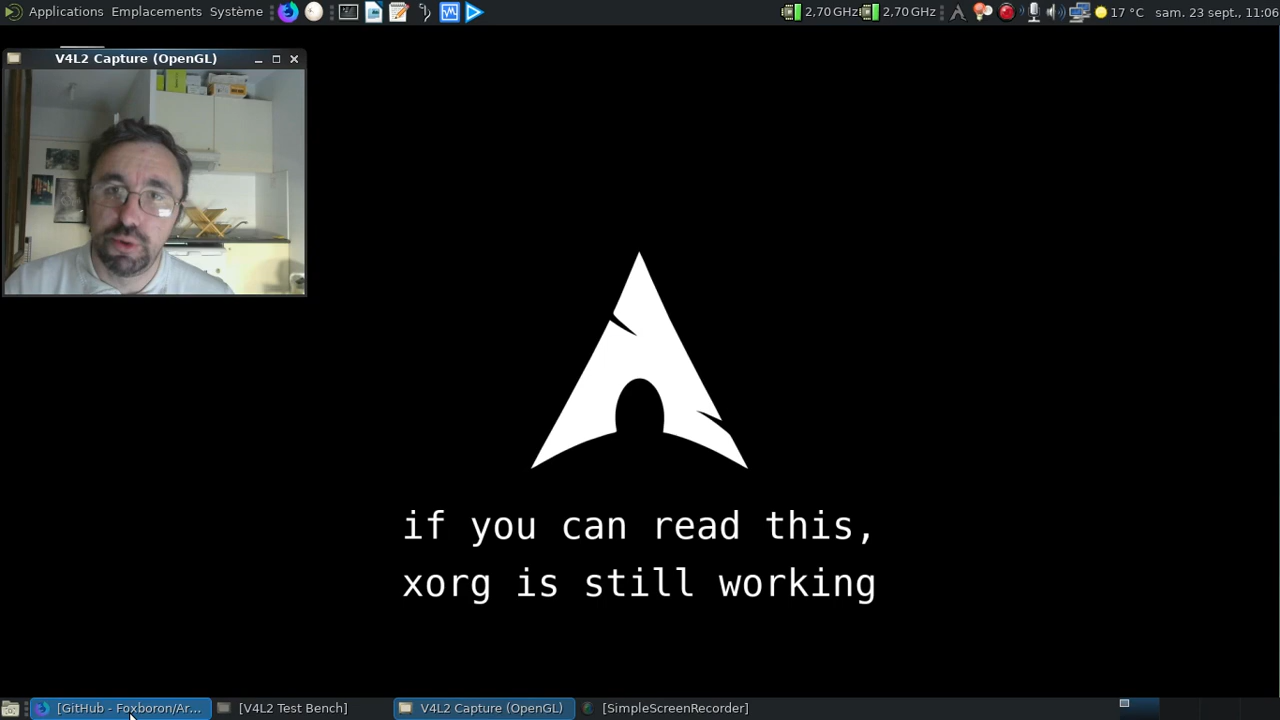 Applications Emplacements Système
2,70 GHz 2,70 GHz 17 °C sam. 23 sept., 11:06
V4L2 Capture (OpenGL)
if you can read this,
xorg is still working
[GitHub - Foxboron/Ar... [V4L2 Test Bench] V4L2 Capture (OpenGL) [SimpleScreenRecorder]